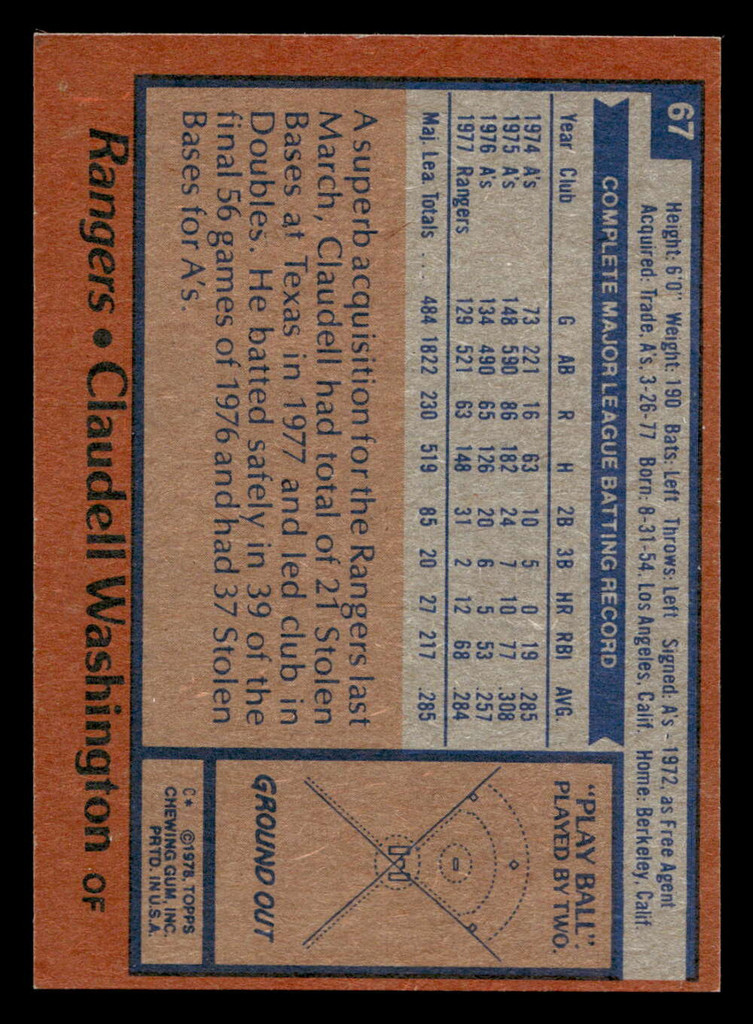 67
Height: 6'0" Weight: 190 Bats: Left Throws: Left Signed: A's - 1972, as Free Agent
Acquired: Trade, A's, 3-26-77 Born: 8-31-54, Los Angeles, Calif. Home: Berkeley, Calif.
COMPLETE MAJOR LEAGUE BATTING RECORD
Year Club G AB R H 2B 3B HR RBI AVG.
1974 A's 73 221 16 63 10 5 0 19 .285
1975 A's 148 590 86 182 24 7 10 77 .308
1976 A's 134 490 65 126 20 6 5 53 .257
1977 Rangers 129 521 63 148 31 2 12 68 .284
Maj. Lea. Totals ... 484 1822 230 519 85 20 27 217 .285
A superb acquisition for the Rangers last
March, Claudell had total of 21 Stolen
Bases at Texas in 1977 and led club in
Doubles. He batted safely in 39 of the
final 56 games of 1976 and had 37 Stolen
Bases for A's.
"PLAY BALL":
PLAYED BY TWO.
GROUND OUT
C* ©1978, TOPPS
CHEWING GUM, INC.
PRTD. IN U.S.A.
Rangers • Claudell Washington OF